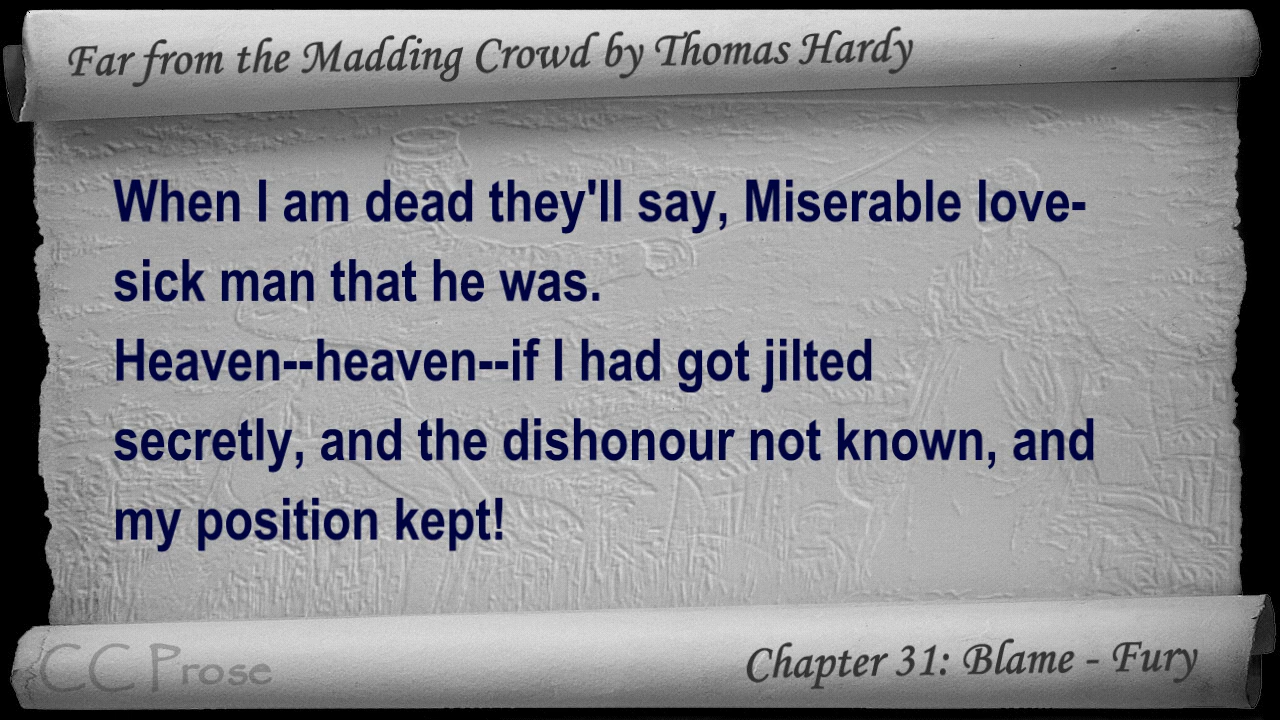 Far from the Madding Crowd by Thomas Hardy
When I am dead they'll say, Miserable love-
sick man that he was.
Heaven--heaven--if I had got jilted
secretly, and the dishonour not known, and
my position kept!
CC Prose
Chapter 31: Blame - Fury